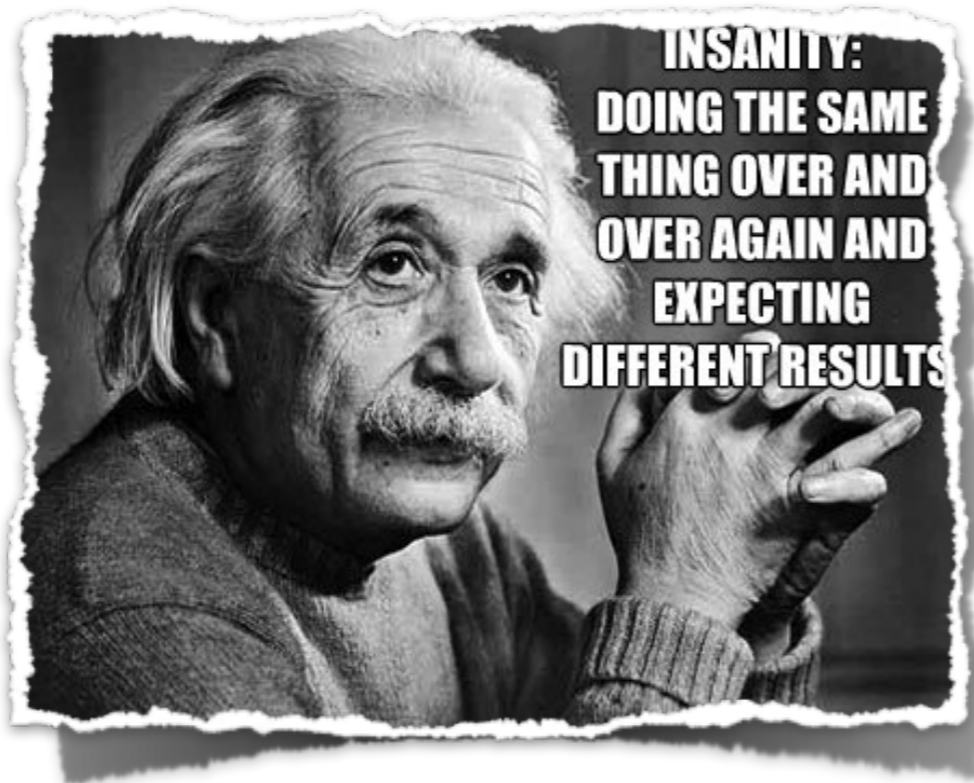 INSANITY:
DOING THE SAME
THING OVER AND
OVER AGAIN AND
EXPECTING
DIFFERENT RESULTS